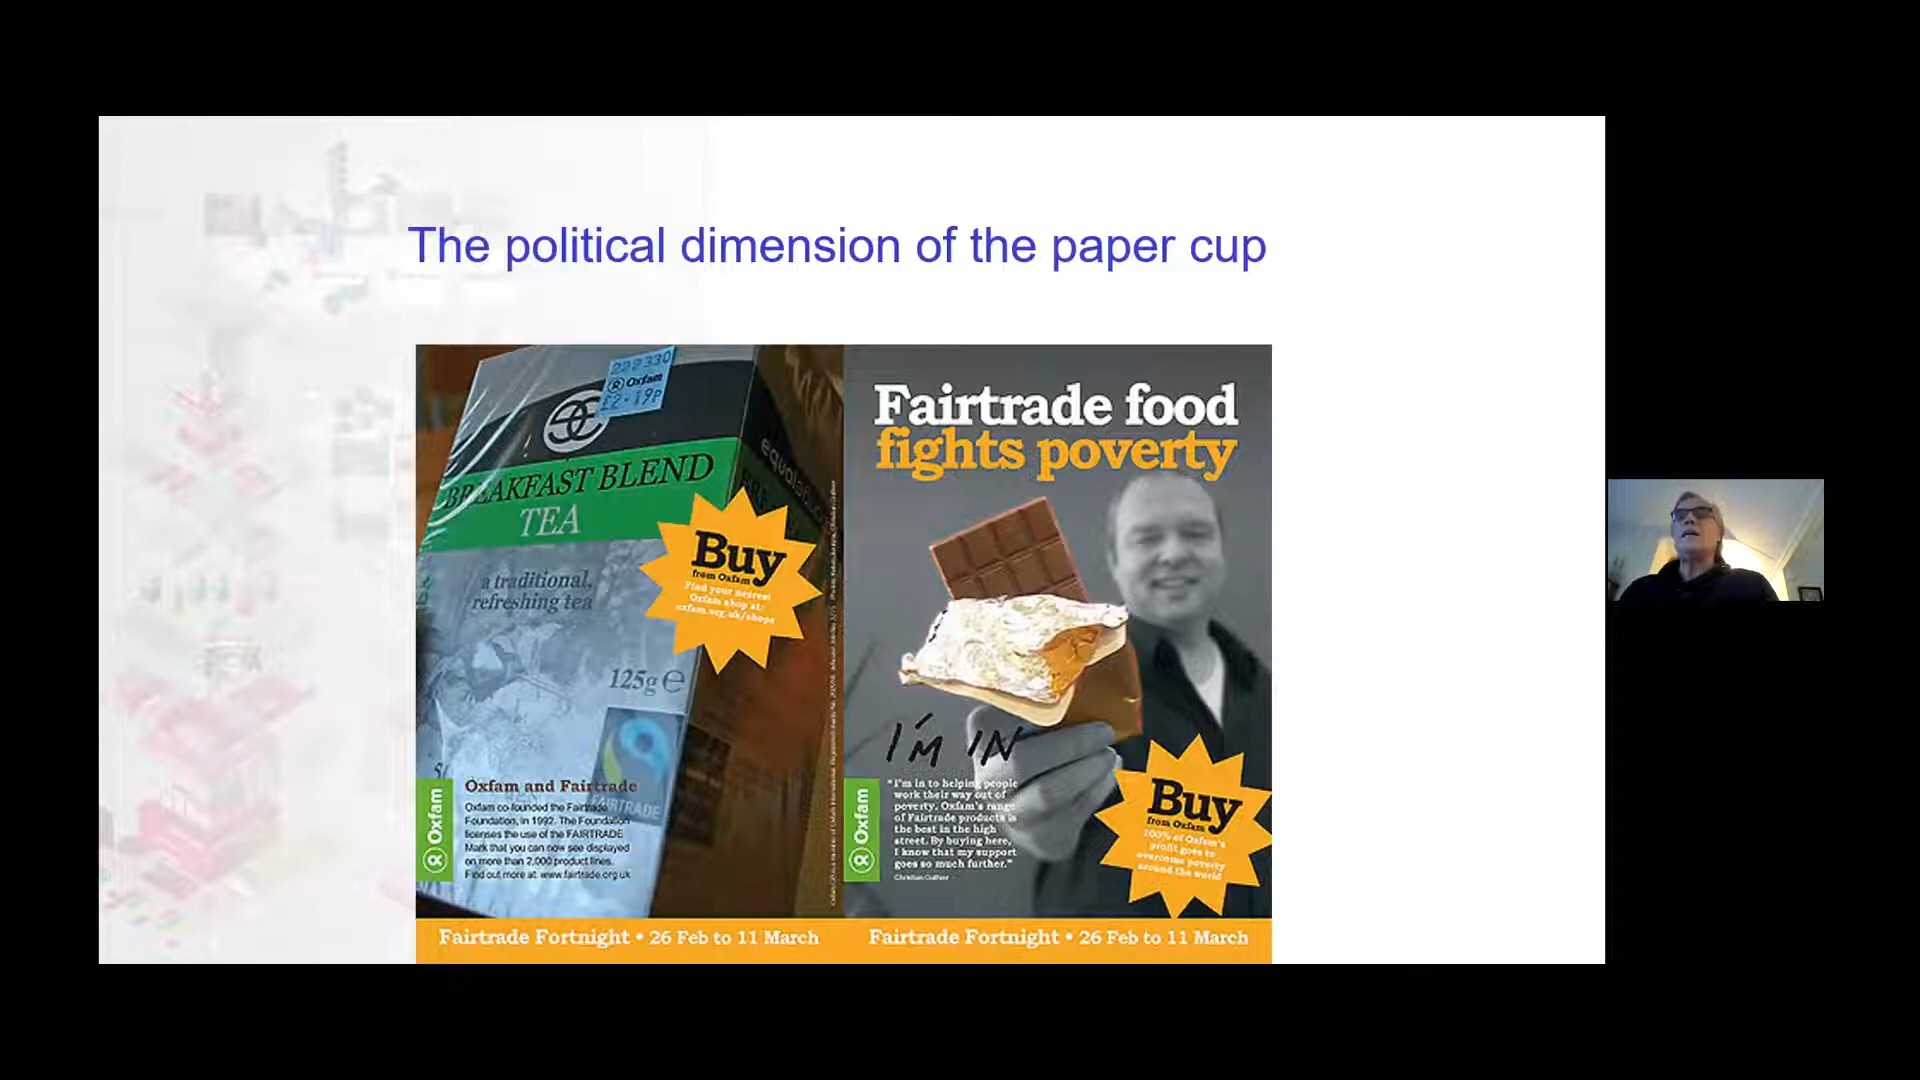 The political dimension of the paper cup
222330
Oxfam
£2.19P
BREAKFAST BLEND
TEA
a traditional,
refreshing tea
125g e
Buy
from Oxfam
Find your nearest
Oxfam shop at:
oxfam.org.uk/shops
Oxfam and Fairtrade
Oxfam co-founded the Fairtrade
Foundation, in 1992. The Foundation
licenses the use of the FAIRTRADE
Mark that you can now see displayed
on more than 2,000 product lines.
Find out more at www.fairtrade.org.uk
FAIRTRADE
Oxfam
Fairtrade Fortnight • 26 Feb to 11 March
Fairtrade food
fights poverty
I'M IN
"I'm in to helping people
work their way out of
poverty. Oxfam's range
of Fairtrade products is
the best in the high
street. By buying here,
I know that my support
goes so much further."
Oxfam
Buy
from Oxfam
100% of Oxfam's
profit goes to
overcome poverty
around the world
Fairtrade Fortnight • 26 Feb to 11 March